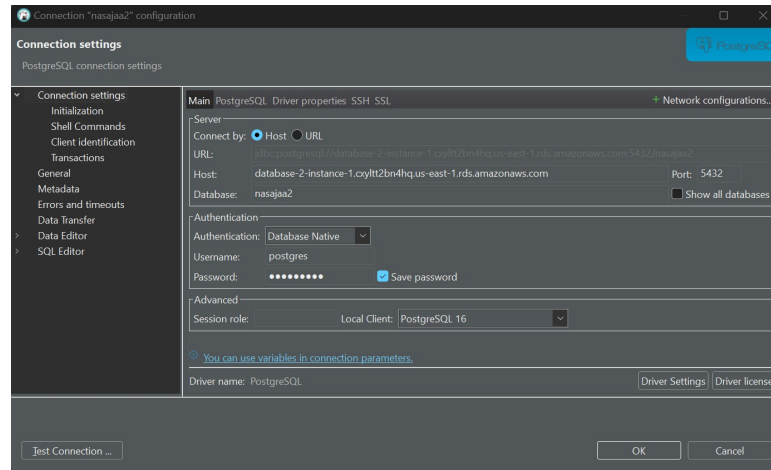 Connection "nasajaa2" configuration
Connection settings
PostgreSQL connection settings
PostgreSQL
Connection settings
Initialization
Shell Commands
Client identification
Transactions
General
Metadata
Errors and timeouts
Data Transfer
Data Editor
SQL Editor
Main PostgreSQL Driver properties SSH SSL + Network configurations...
Server
Connect by: Host URL
URL: jdbc:postgresql://database-2-instance-1.cxyltt2bn4hq.us-east-1.rds.amazonaws.com:5432/nasajaa2
Host: database-2-instance-1.cxyltt2bn4hq.us-east-1.rds.amazonaws.com Port: 5432
Database: nasajaa2 Show all databases
Authentication
Authentication: Database Native
Username: postgres
Password: ••••••••• Save password
Advanced
Session role: Local Client: PostgreSQL 16
You can use variables in connection parameters.
Driver name: PostgreSQL Driver Settings Driver license
Test Connection ... OK Cancel